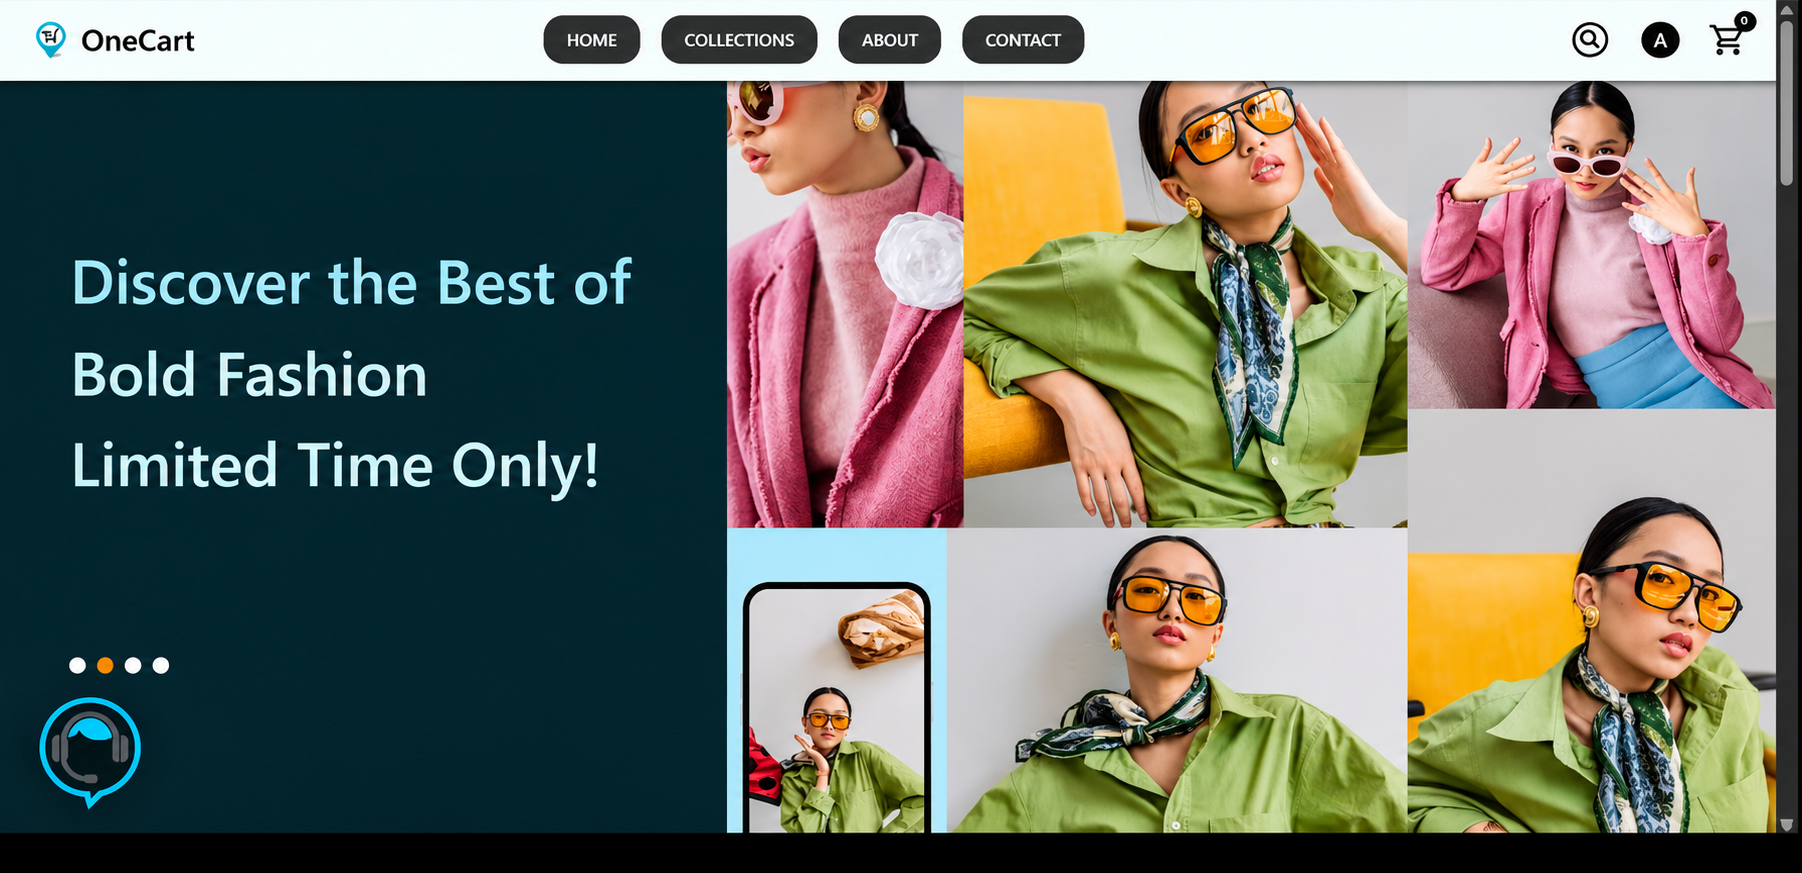 OneCart
HOME
COLLECTIONS
ABOUT
CONTACT
A
0
Discover the Best of
Bold Fashion
Limited Time Only!